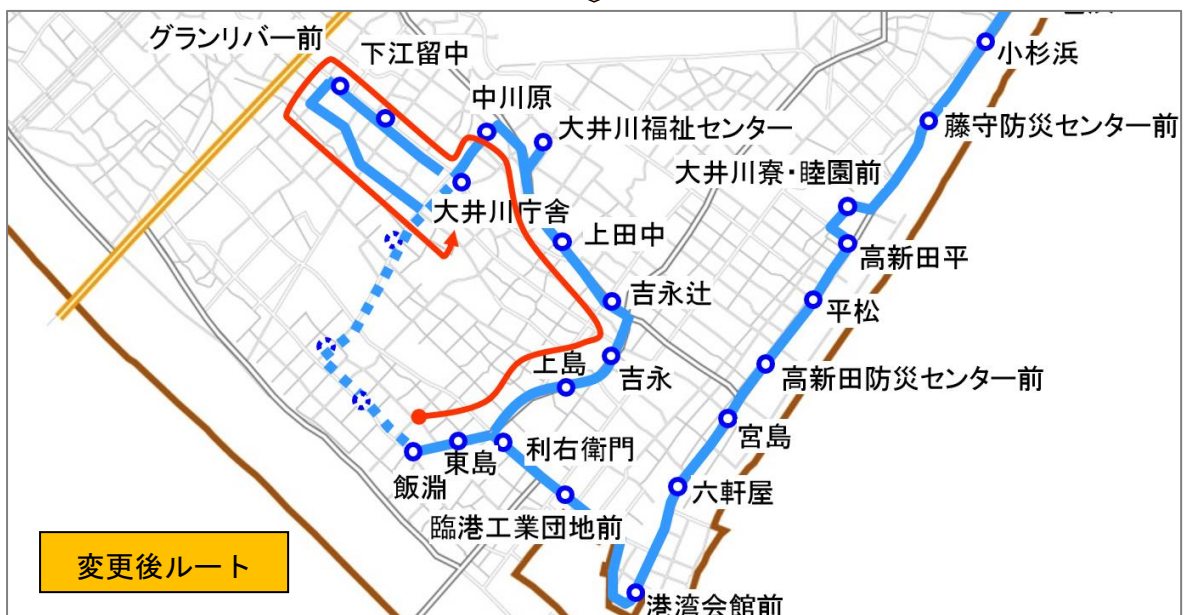 小杉浜
グランリバー前
下江留中
中川原
大井川福祉センター
藤守防災センター前
大井川寮・睦園前
大井川庁舎
上田中
高新田平
吉永辻
平松
上島
吉永
高新田防災センター前
宮島
利右衛門
東島
飯淵
六軒屋
臨港工業団地前
変更後ルート
港湾会館前